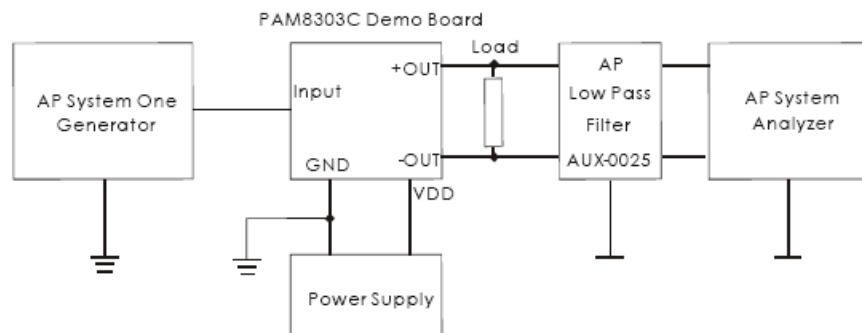 PAM8303C Demo Board
Load
+OUT
AP
Low Pass
Filter
AUX-0025
Input
AP System One
Generator
AP System
Analyzer
-OUT
GND
VDD
Power Supply